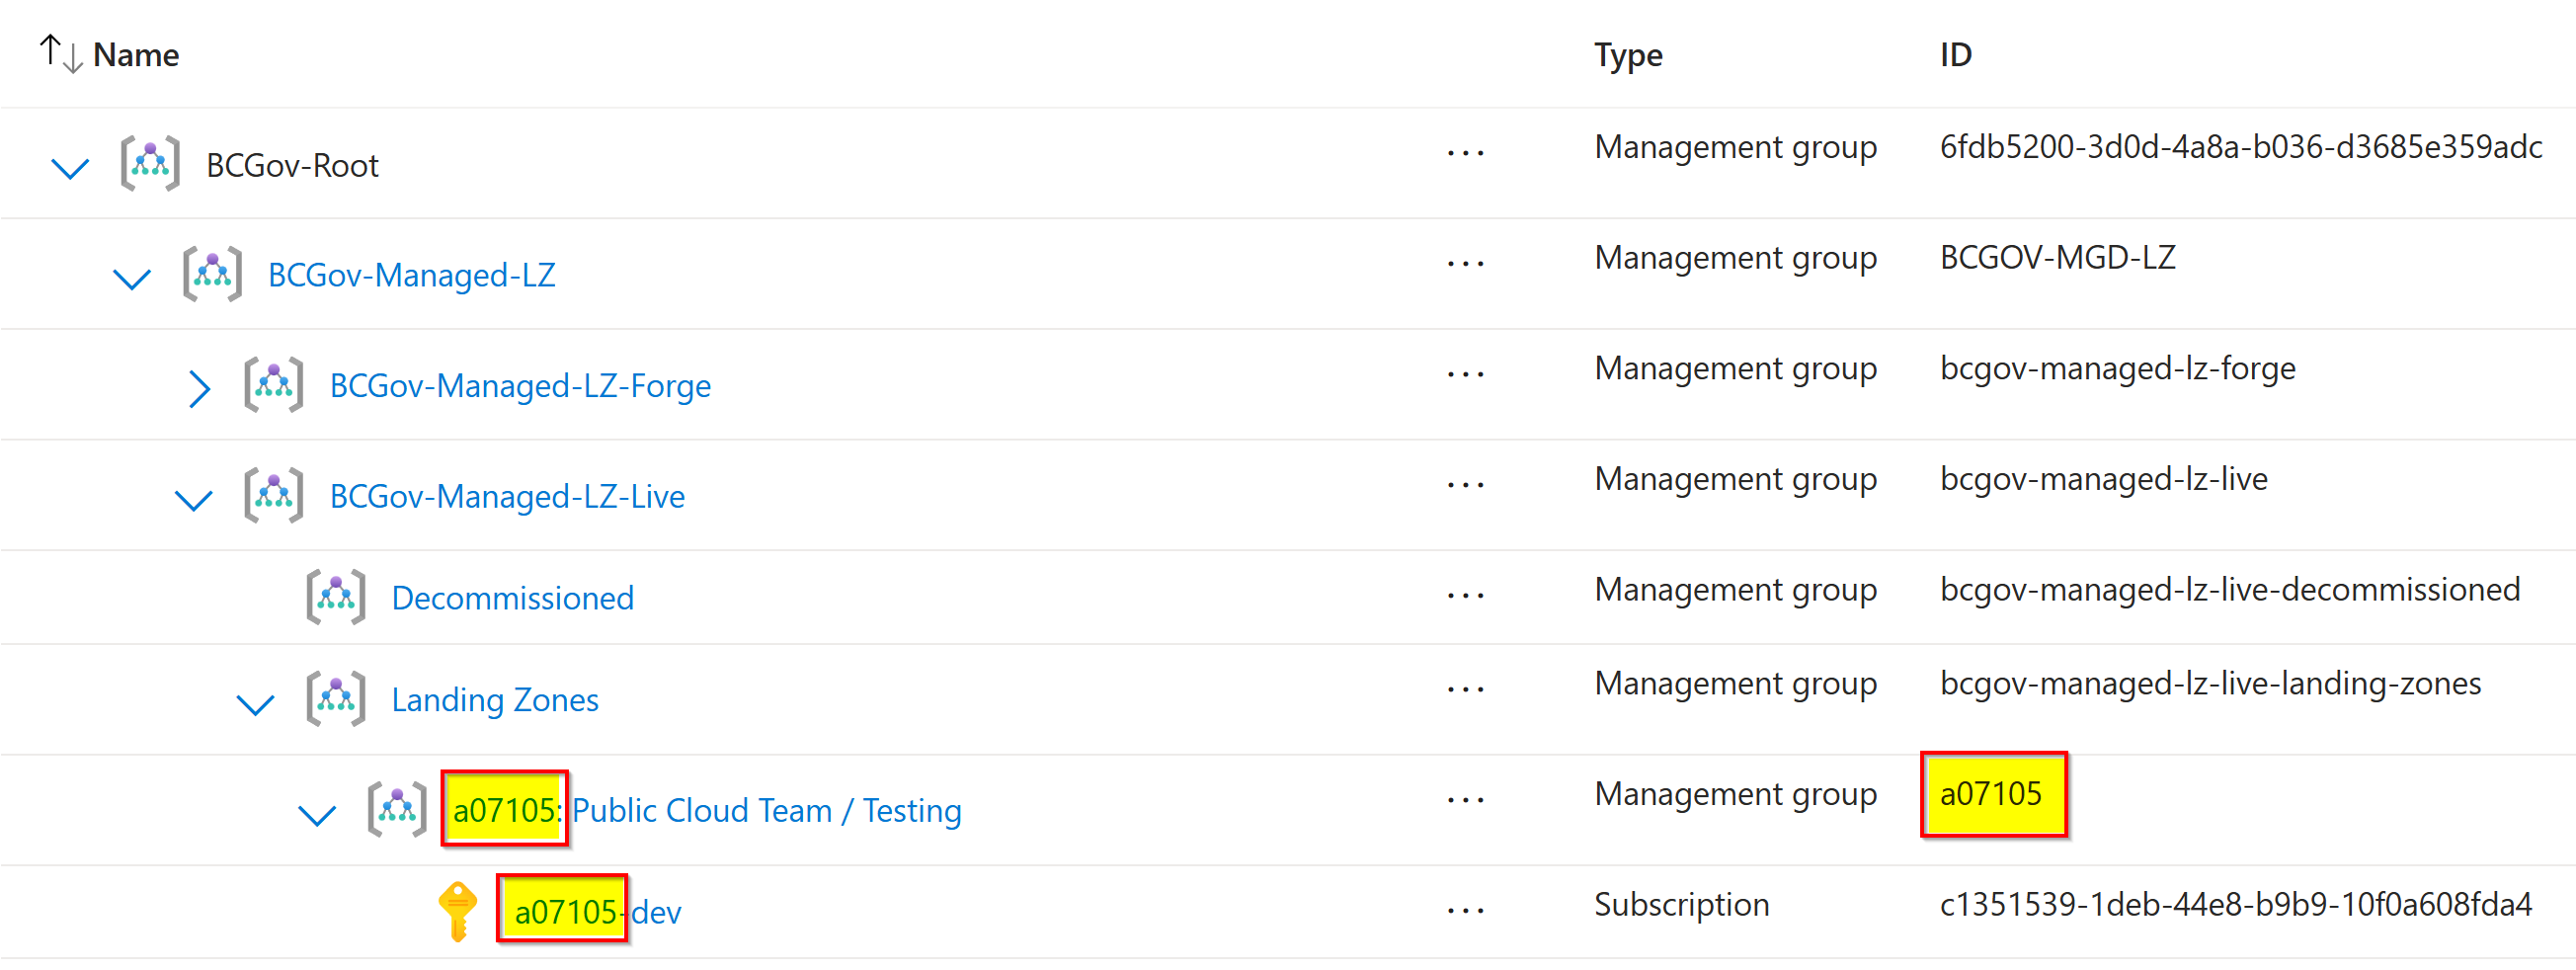 Name Type ID
BCGov-Root ... Management group 6fdb5200-3d0d-4a8a-b036-d3685e359adc
BCGov-Managed-LZ ... Management group BCGOV-MGD-LZ
BCGov-Managed-LZ-Forge ... Management group bcgov-managed-lz-forge
BCGov-Managed-LZ-Live ... Management group bcgov-managed-lz-live
Decommissioned ... Management group bcgov-managed-lz-live-decommissioned
Landing Zones ... Management group bcgov-managed-lz-live-landing-zones
a07105: Public Cloud Team / Testing ... Management group a07105
a07105-dev ... Subscription c1351539-1deb-44e8-b9b9-10f0a608fda4